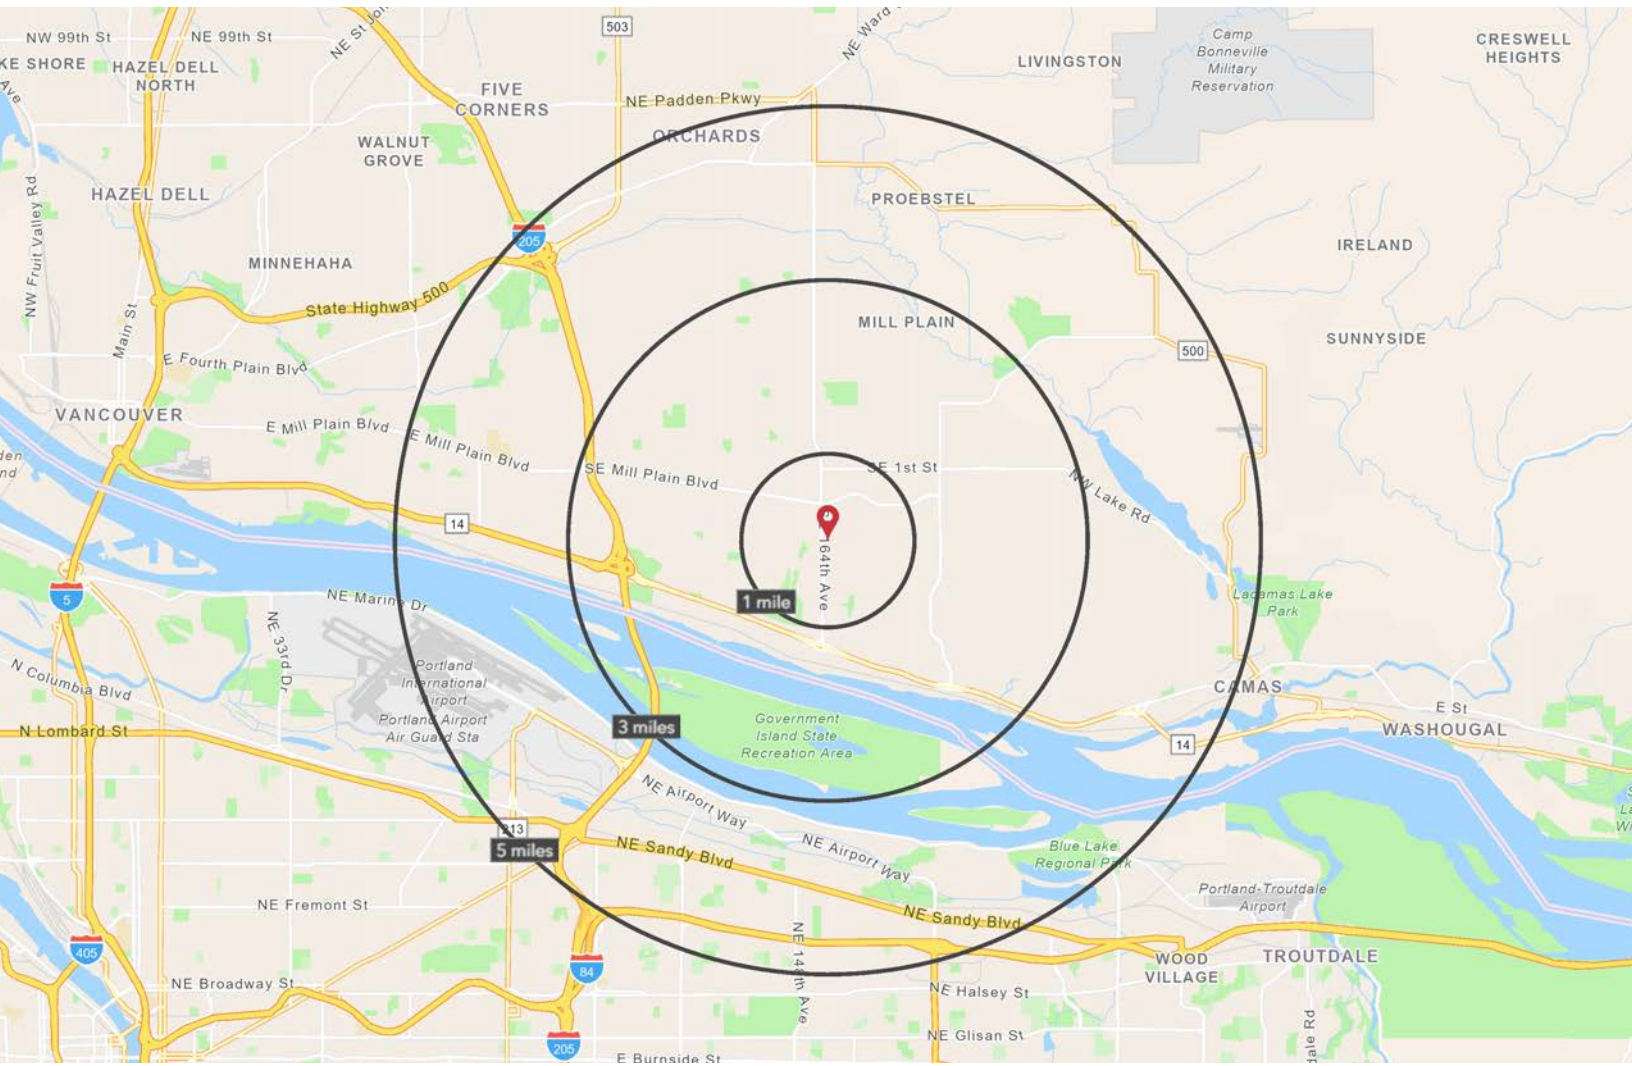 503
NE Ward
Camp
Bonneville
Military
Reservation
CRESWELL
HEIGHTS
NW 99th St
NE 99th St
NE St
KE SHORE
HAZEL DELL
NORTH
LIVINGSTON
Ave
FIVE
CORNERS
NE Padden Pkwy
ORCHARDS
WALNUT
GROVE
HAZEL DELL
PROEBSTEL
NW Fruit Valley Rd
205
IRELAND
MINNEHAHA
State Highway 500
MILL PLAIN
Main St
SUNNYSIDE
500
E Fourth Plain Blvd
VANCOUVER
E Mill Plain Blvd
E Mill Plain Blvd
SE Mill Plain Blvd
SE 1st St
NW Lake Rd
den
nd
14
164th Ave
5
1 mile
NE Marine Dr
Lacamas Lake
Park
NE 33rd Dr
N Columbia Blvd
Portland
International
Airport
Portland Airport
Air Guard Sta
CAMAS
E St
WASHOUGAL
N Lombard St
3 miles
Government
Island State
Recreation Area
14
NE Airport Way
213
5 miles
NE Sandy Blvd
NE Airport Way
Blue Lake
Regional Park
Portland-Troutdale
Airport
NE Fremont St
NE Sandy Blvd
405
84
NE 148th Ave
WOOD
VILLAGE
TROUTDALE
NE Broadway St
NE Halsey St
NE Glisan St
205
E Burnside St
dale Rd